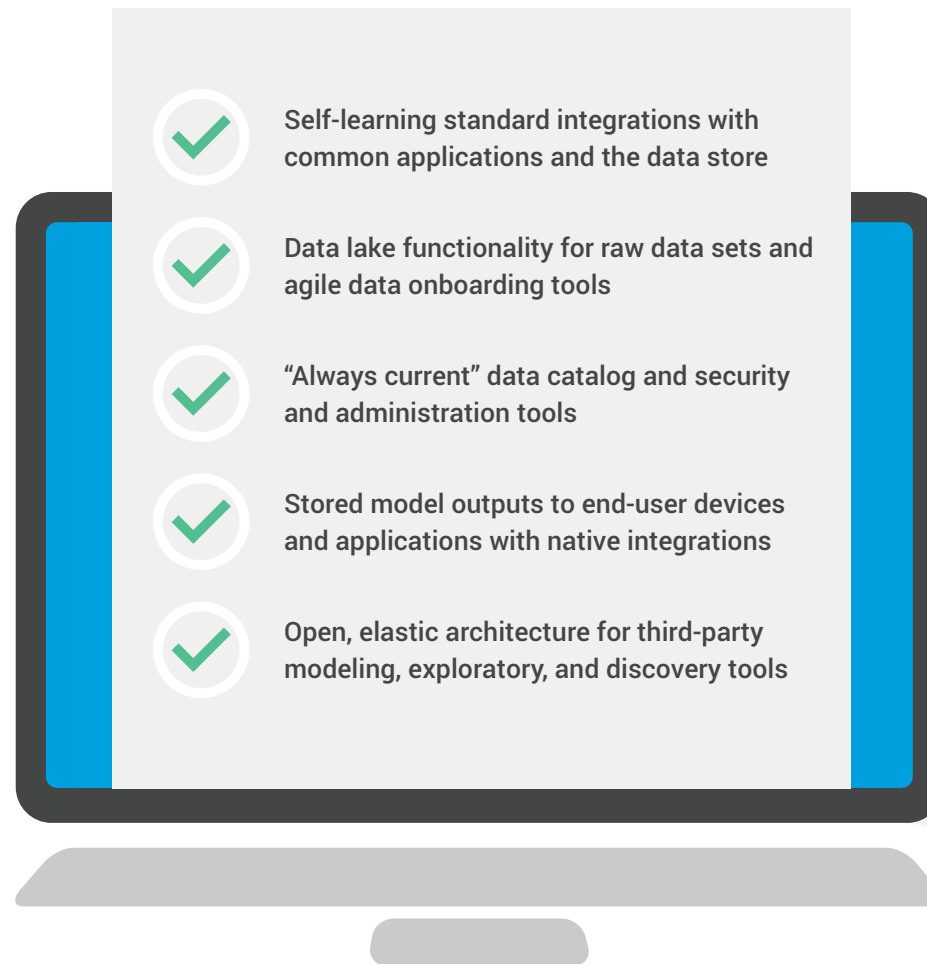 Self-learning standard integrations with
common applications and the data store
Data lake functionality for raw data sets and
agile data onboarding tools
“Always current” data catalog and security
and administration tools
Stored model outputs to end-user devices
and applications with native integrations
Open, elastic architecture for third-party
modeling, exploratory, and discovery tools